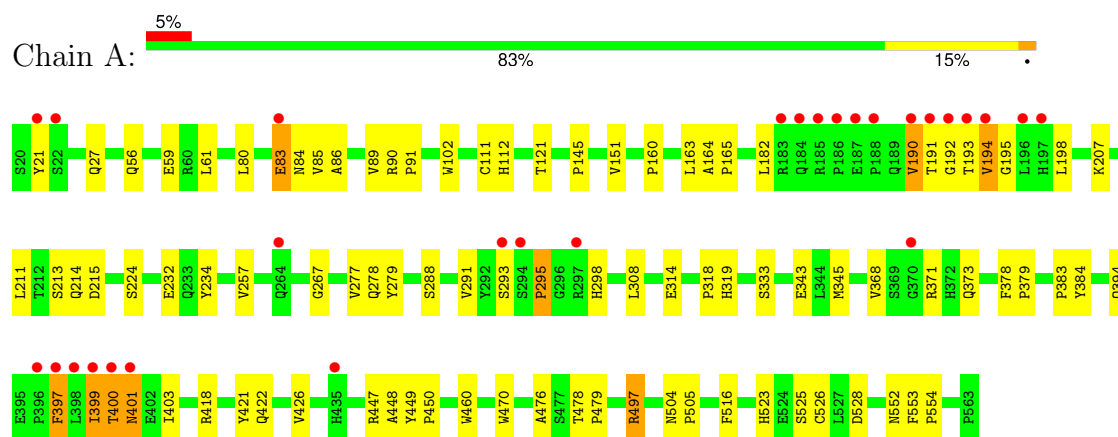 5%
Chain A:
83% 15% •
S20 Y21 S22 Q27 Q56 E59 R60 L61 L80 E83 N84 V85 A86 V89 R90 P91 W102 C111 H112 T121 P145 V151 P160 L163 A164 P165 L182 R183 Q184 R185 P186 E187 P188 Q189 V190 T191 G192 T193 V194 G195 L196 H197 L198 K207
L211 T212 S213 Q214 D215 S224 E232 Q233 Y234 V257 Q264 G267 V277 Q278 Y279 S288 V291 Y292 S293 S294 P295 G296 R297 H298 L308 E314 P318 H319 S333 E343 L344 M345 V368 S369 G370 R371 H372 Q373 F378 P379 P383 Y384
E395 P396 F397 L398 I399 T400 N401 E402 I403 R418 Y421 Q422 V426 H435 R447 A448 Y449 P450 W460 W470 A476 S477 T478 P479 R497 N504 P505 F516 H523 E524 S525 C526 L527 D528 N552 F553 P554 P563